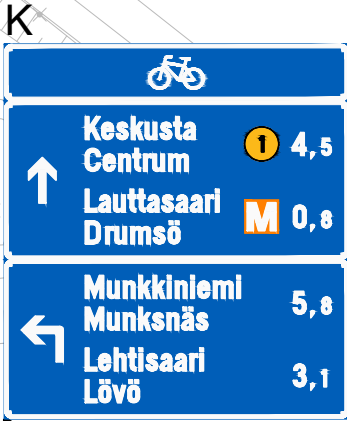 K
Keskusta
Centrum
1 4,5
Lauttasaari
Drumsö
M 0,8
Munkkiniemi
Munksnäs
5,8
Lehtisaari
Lövö
3,1